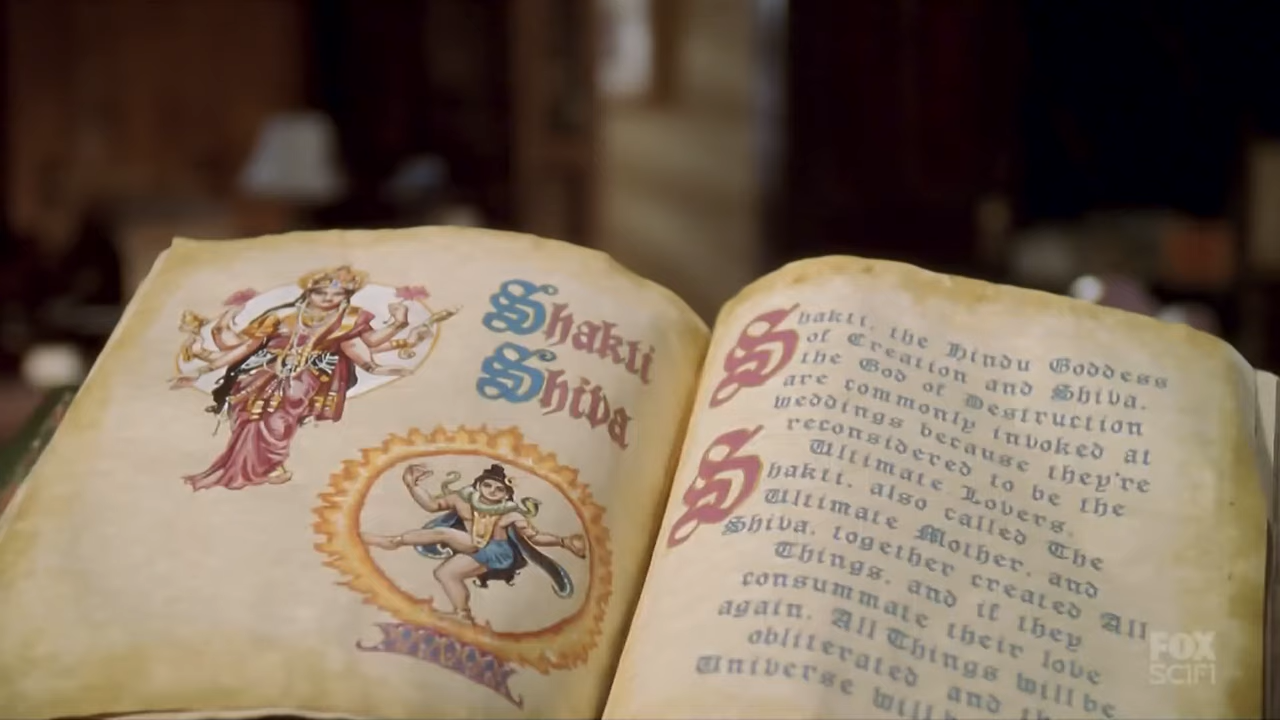 Shakti
Shiva
Shakti, the Hindu Goddess
of Creation and Shiva,
the God of Destruction
are commonly invoked at
weddings because they're
reconsidered to be the
Ultimate Lovers.
Shakti, also called The
Ultimate Mother, and
Shiva, together created All
Things, and if they
consummate their love
again, All Things will be
obliterated and the
Universe will be
FOX
SCIFI